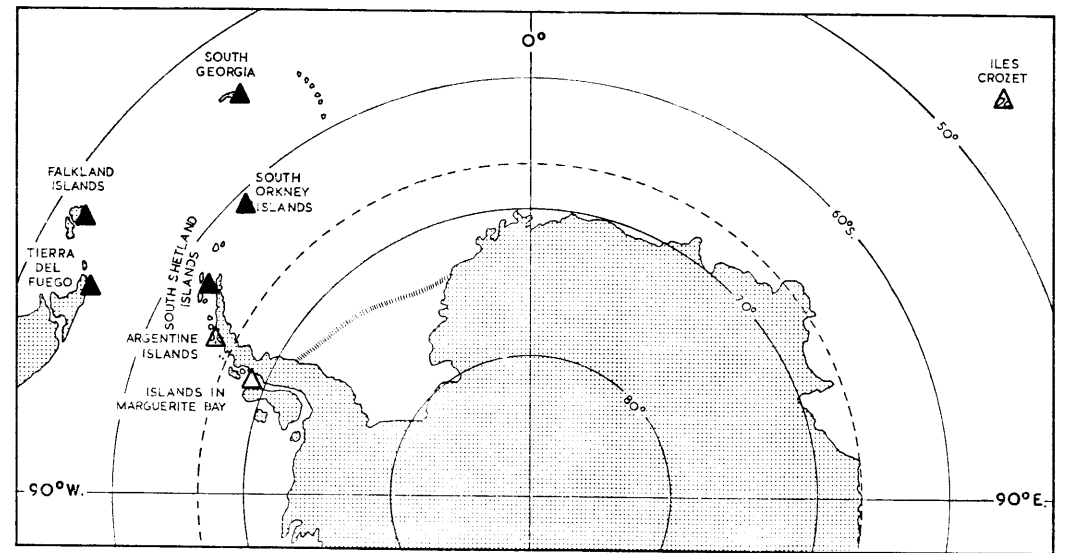 0°
SOUTH
GEORGIA
ILES
CROZET
50°
FALKLAND
ISLANDS
SOUTH
ORKNEY
ISLANDS
60°S.
TIERRA
DEL
FUEGO
SOUTH SHETLAND
ISLANDS
70°
ARGENTINE
ISLANDS
ISLANDS IN
MARGUERITE BAY
80°
90°W.
90°E.